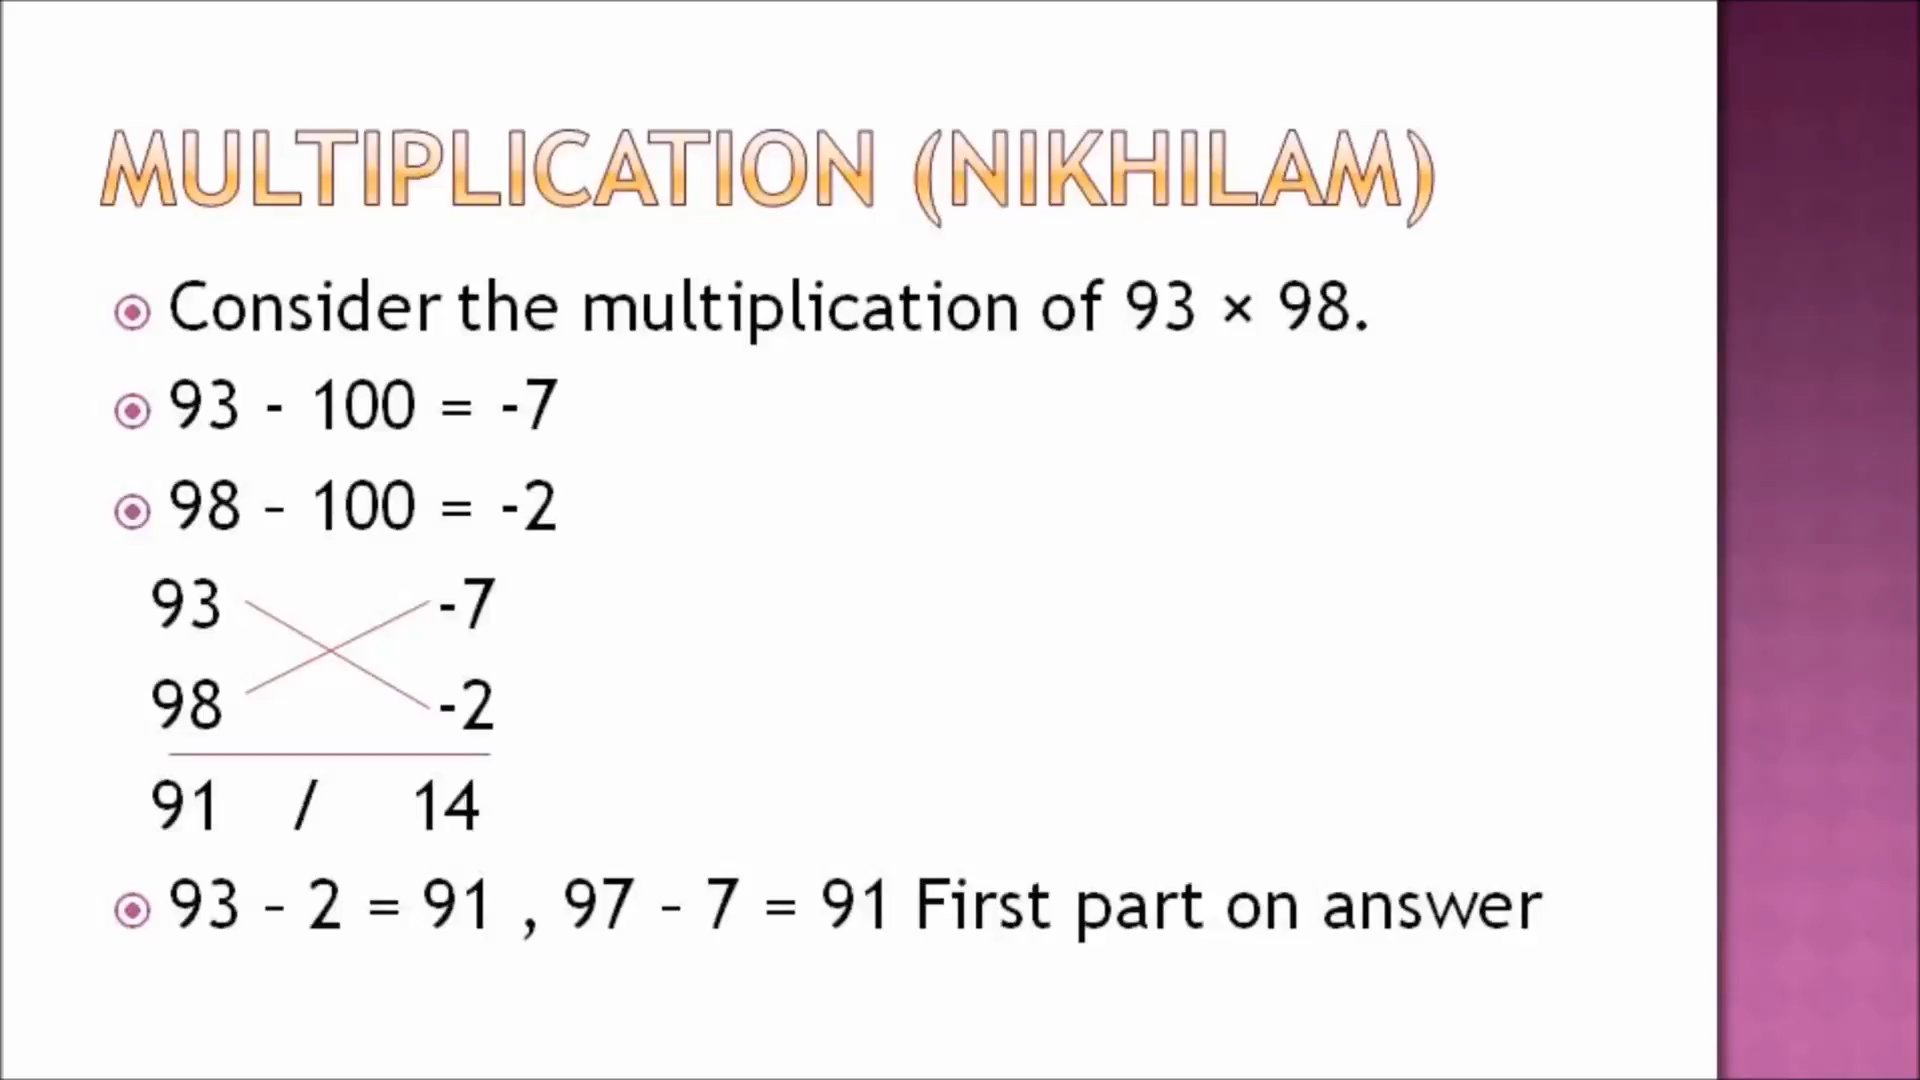 MULTIPLICATION (NIKHILAM)
Consider the multiplication of 93 × 98.
93 - 100 = -7
98 - 100 = -2
93 -7
98 -2
91 / 14
93 - 2 = 91 , 97 - 7 = 91 First part on answer